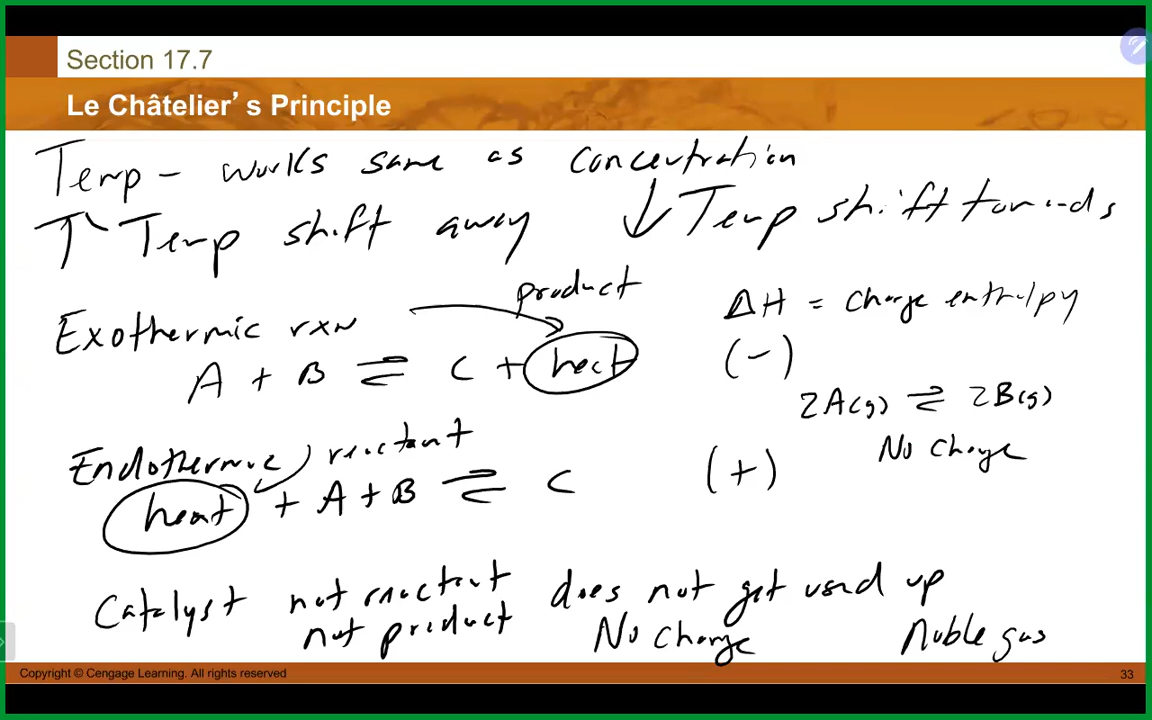 Section 17.7
Le Châtelier's Principle
Temp - works same as concentration
↑ Temp shift away ↓ Temp shift towards
product
Exothermic rxn ΔH = change enthalpy
A + B ⇌ C + heat (-)
2A(g) ⇌ 2B(g)
No change
Endothermic reactant
heat + A + B ⇌ C (+)
Catalyst not reactant does not get used up
not product No change Noble gas
Copyright © Cengage Learning. All rights reserved 33